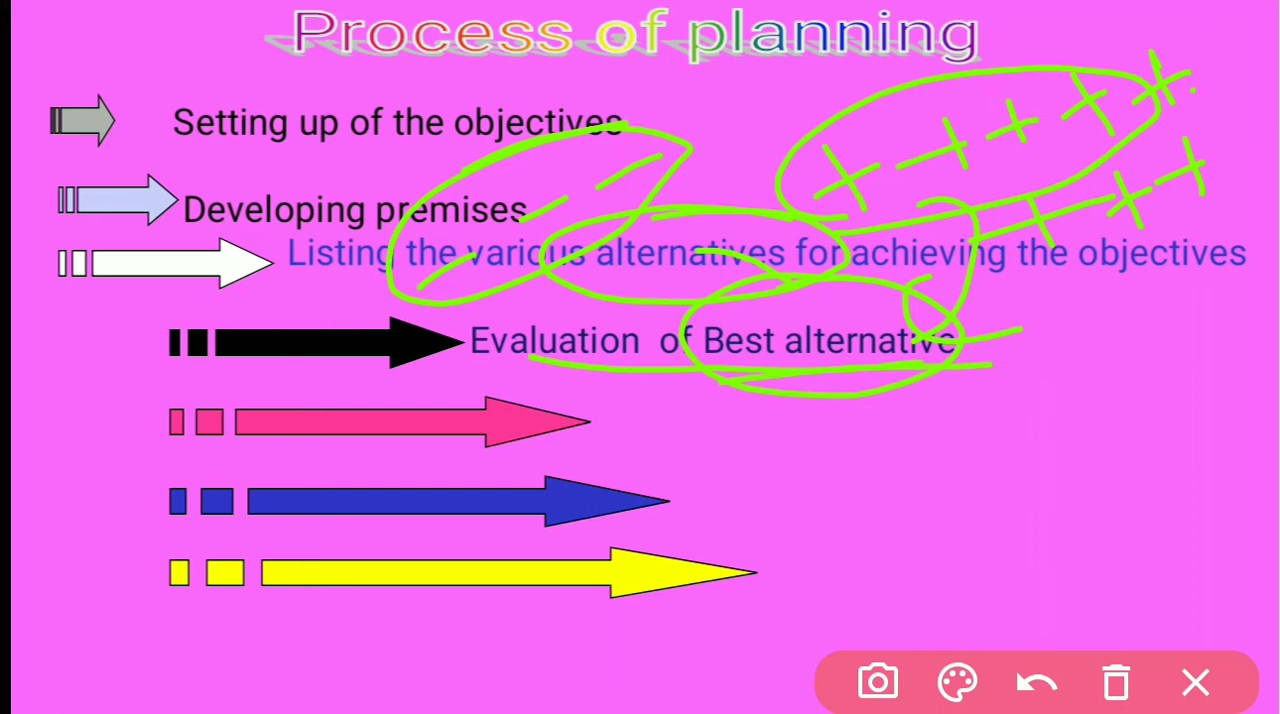 Process of planning
Setting up of the objectives
Developing premises
Listing the various alternatives for achieving the objectives
Evaluation of Best alternative